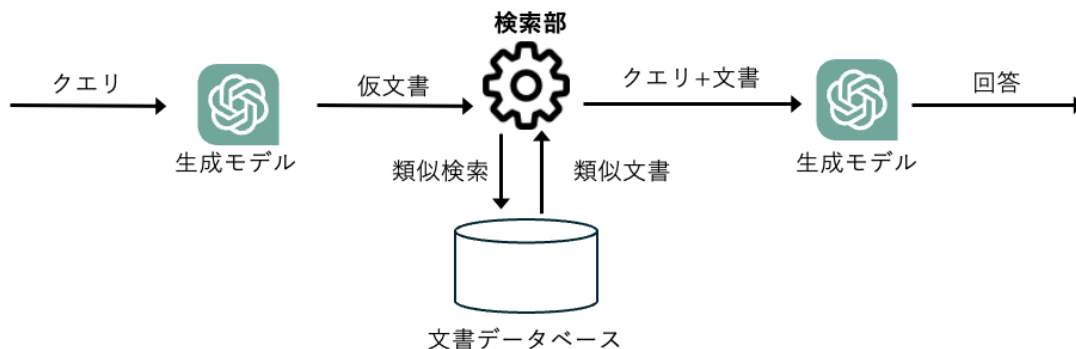 検索部
クエリ
仮文書
クエリ+文書
回答
生成モデル
生成モデル
類似検索
類似文書
文書データベース